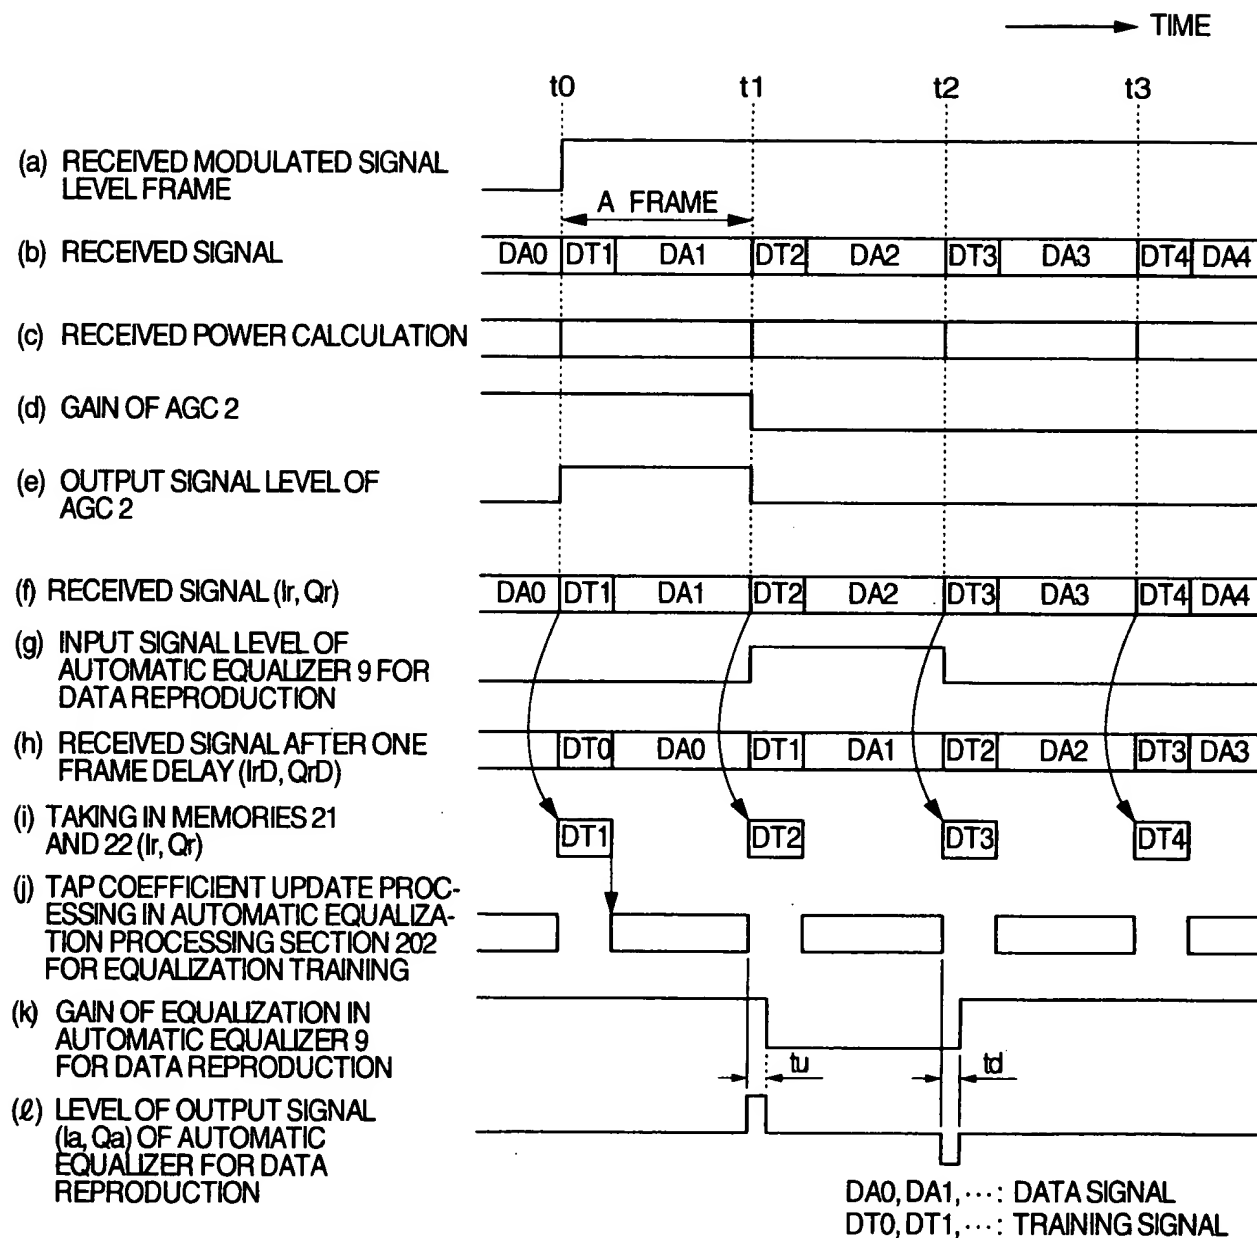 TIME
t0 t1 t2 t3
(a) RECEIVED MODULATED SIGNAL
LEVEL FRAME
A FRAME
(b) RECEIVED SIGNAL
DA0 DT1 DA1 DT2 DA2 DT3 DA3 DT4 DA4
(c) RECEIVED POWER CALCULATION
(d) GAIN OF AGC 2
(e) OUTPUT SIGNAL LEVEL OF
AGC 2
(f) RECEIVED SIGNAL (Ir, Qr)
DA0 DT1 DA1 DT2 DA2 DT3 DA3 DT4 DA4
(g) INPUT SIGNAL LEVEL OF
AUTOMATIC EQUALIZER 9 FOR
DATA REPRODUCTION
(h) RECEIVED SIGNAL AFTER ONE
FRAME DELAY (IrD, QrD)
DT0 DA0 DT1 DA1 DT2 DA2 DT3 DA3
(i) TAKING IN MEMORIES 21
AND 22 (Ir, Qr)
DT1 DT2 DT3 DT4
(j) TAP COEFFICIENT UPDATE PROC-
ESSING IN AUTOMATIC EQUALIZA-
TION PROCESSING SECTION 202
FOR EQUALIZATION TRAINING
(k) GAIN OF EQUALIZATION IN
AUTOMATIC EQUALIZER 9
FOR DATA REPRODUCTION
tu td
(ℓ) LEVEL OF OUTPUT SIGNAL
(Ia, Qa) OF AUTOMATIC
EQUALIZER FOR DATA
REPRODUCTION
DA0, DA1, ···: DATA SIGNAL
DT0, DT1, ···: TRAINING SIGNAL